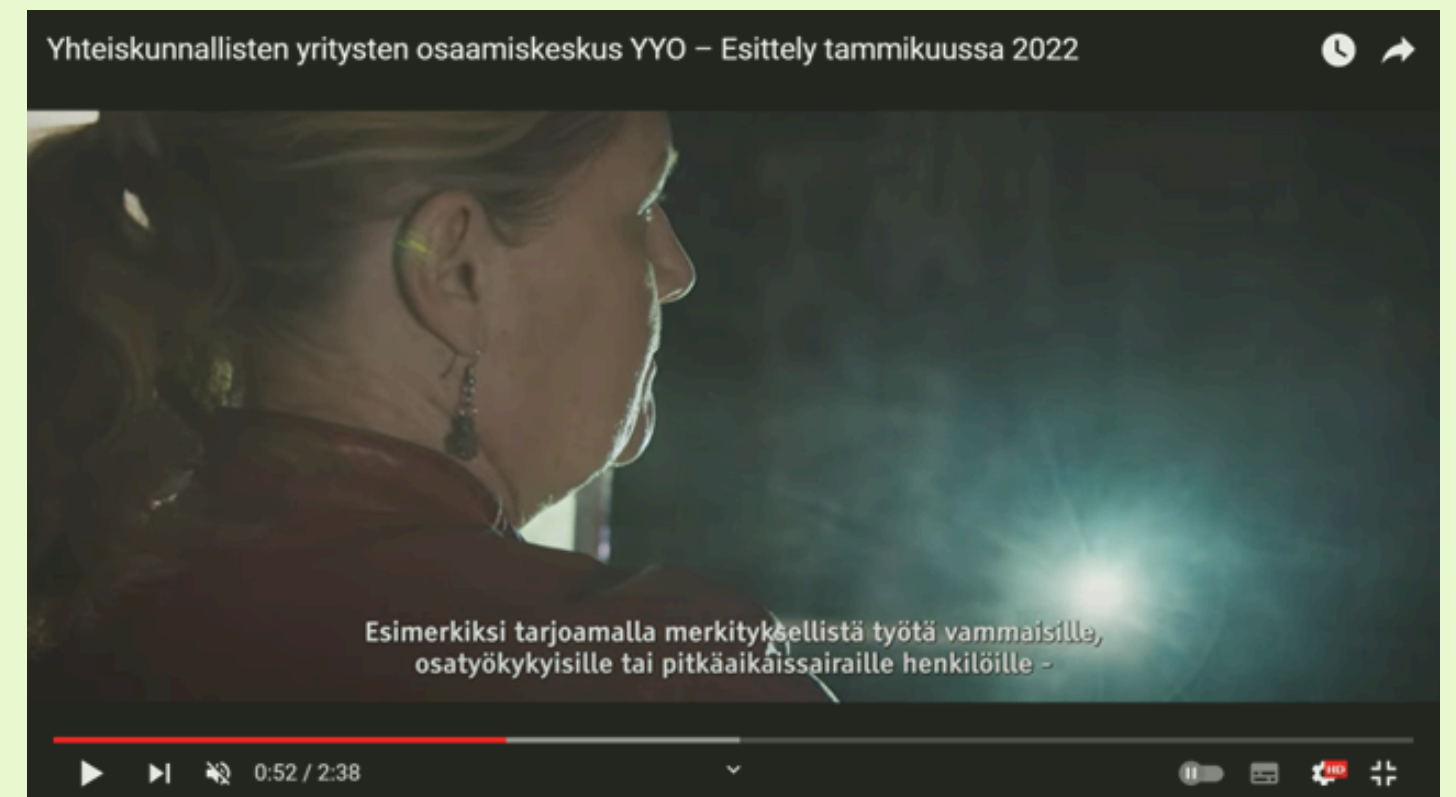 Yhteiskunnallisten yritysten osaamiskeskus YYO – Esittely tammikuussa 2022
Esimerkiksi tarjoamalla merkityksellistä työtä vammaisille,
osatyökykyisille tai pitkäaikaissairaille henkilöille -
0:52 / 2:38
HD